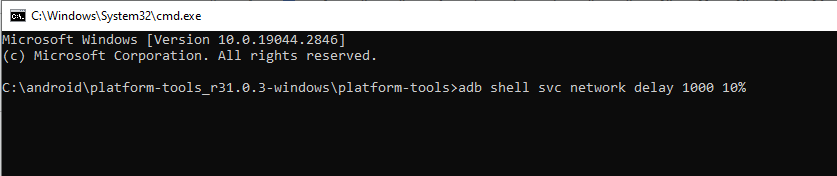 C:\Windows\System32\cmd.exe
Microsoft Windows [Version 10.0.19044.2846]
(c) Microsoft Corporation. All rights reserved.
C:\android\platform-tools_r31.0.3-windows\platform-tools>adb shell svc network delay 1000 10%